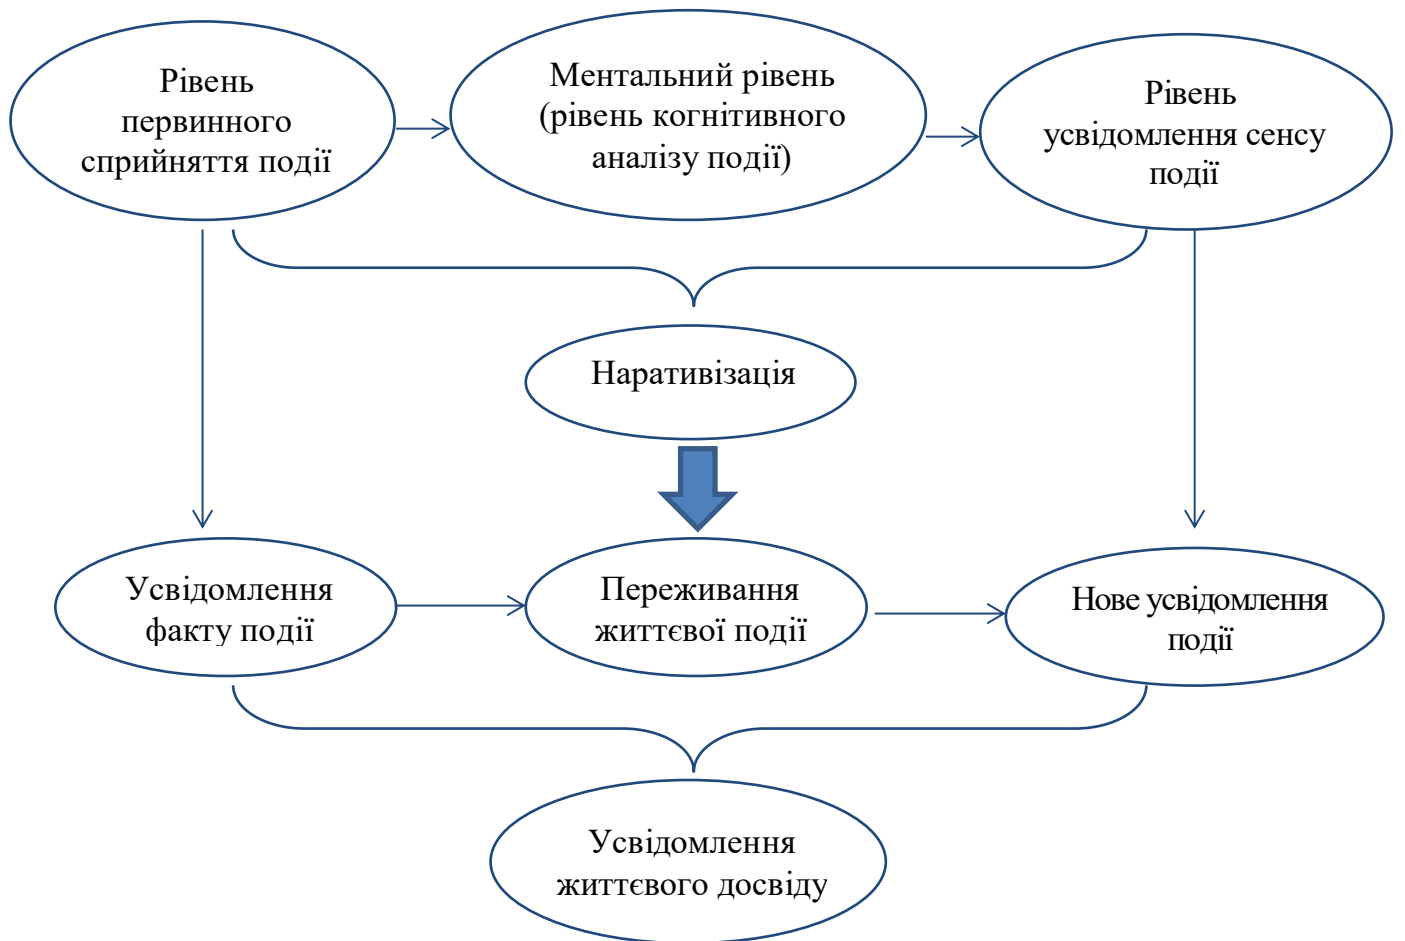 Рівень
первинного
сприйняття події
Ментальний рівень
(рівень когнітивного
аналізу події)
Рівень
усвідомлення сенсу
події
Наративізація
Усвідомлення
факту події
Переживання
життєвої події
Нове усвідомлення
події
Усвідомлення
життєвого досвіду